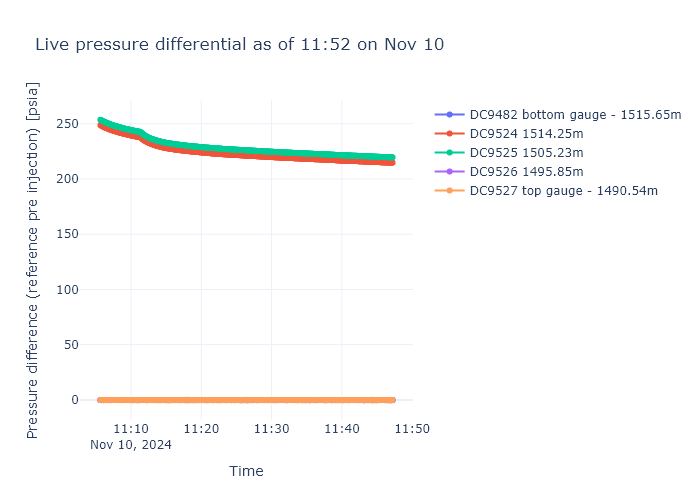 Live pressure differential as of 11:52 on Nov 10
Pressure difference (reference pre injection) [psia]
250
200
150
100
50
0
11:10
11:20
11:30
11:40
11:50
Nov 10, 2024
Time
DC9482 bottom gauge - 1515.65m
DC9524 1514.25m
DC9525 1505.23m
DC9526 1495.85m
DC9527 top gauge - 1490.54m